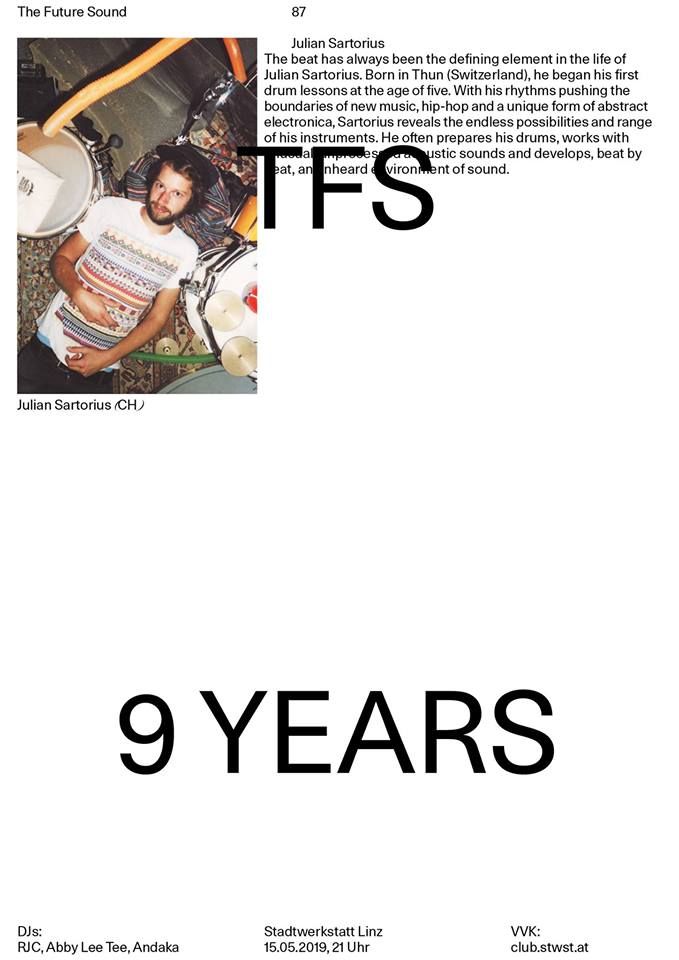 The Future Sound
87
Julian Sartorius
The beat has always been the defining element in the life of
Julian Sartorius. Born in Thun (Switzerland), he began his first
drum lessons at the age of five. With his rhythms pushing the
boundaries of new music, hip-hop and a unique form of abstract
electronica, Sartorius reveals the endless possibilities and range
of his instruments. He often prepares his drums, works with
sounds and develops, beat by
of sound.
TFS
Julian Sartorius (CH)
9 YEARS
DJs:
RJC, Abby Lee Tee, Andaka
Stadtwerkstatt Linz
15.05.2019, 21 Uhr
VVK:
club.stwst.at